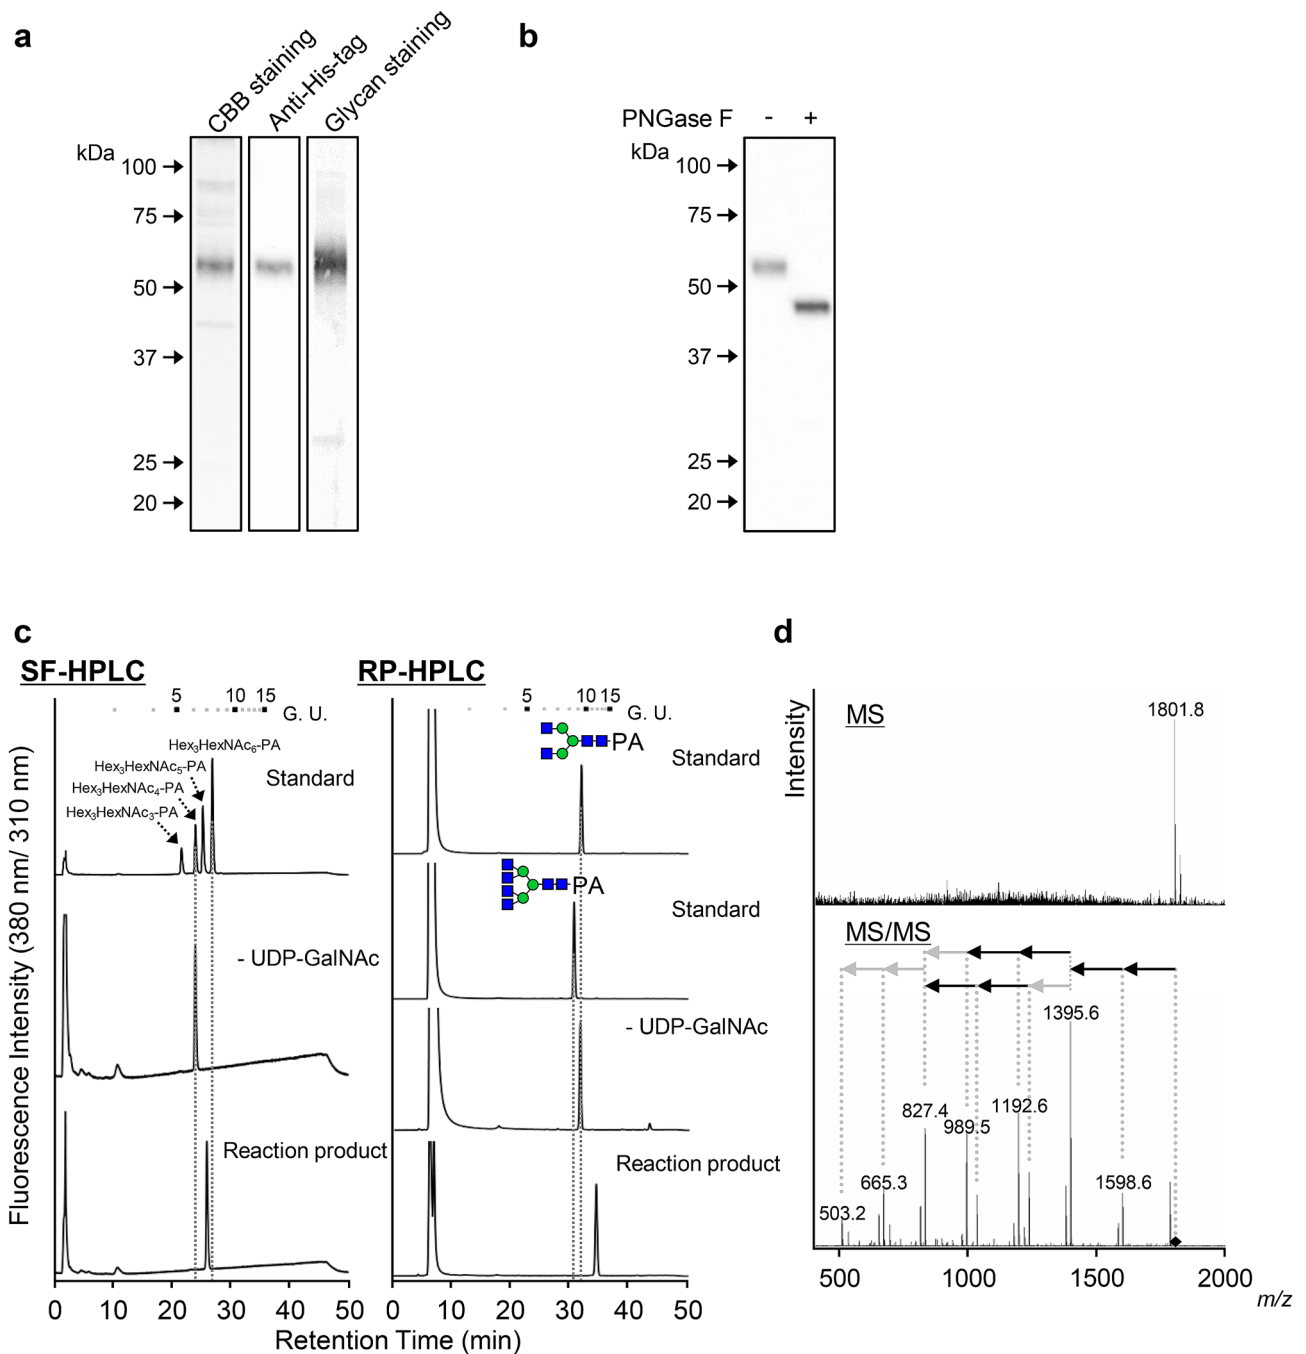 a
CBB staining
Anti-His-tag
Glycan staining
kDa
100
75
50
37
25
20
b
PNGase F - +
kDa
100
75
50
37
25
20
c
SF-HPLC
5 10 15
G. U.
Hex₃HexNAc₆-PA
Hex₃HexNAc₅-PA
Hex₃HexNAc₄-PA
Hex₃HexNAc₃-PA
Standard
- UDP-GalNAc
Reaction product
0 10 20 30 40 50
RP-HPLC
5 10 15
G. U.
PA
Standard
PA
Standard
- UDP-GalNAc
Reaction product
0 10 20 30 40 50
Fluorescence Intensity (380 nm/ 310 nm)
Retention Time (min)
d
Intensity
MS
1801.8
MS/MS
1395.6
1192.6
827.4
989.5
1598.6
665.3
503.2
500 1000 1500 2000
m/z